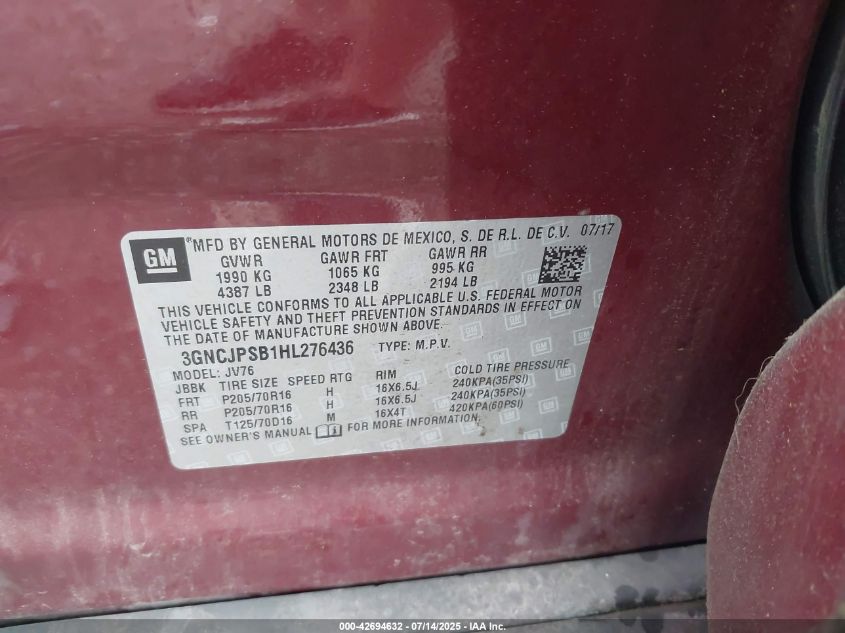 GM
®MFD BY GENERAL MOTORS DE MEXICO, S. DE R.L. DE C.V. 07/17
GVWR GAWR FRT GAWR RR
1990 KG 1065 KG 995 KG
4387 LB 2348 LB 2194 LB
THIS VEHICLE CONFORMS TO ALL APPLICABLE U.S. FEDERAL MOTOR
VEHICLE SAFETY AND THEFT PREVENTION STANDARDS IN EFFECT ON
THE DATE OF MANUFACTURE SHOWN ABOVE.
3GNCJPSB1HL276436 TYPE: M.P.V.
MODEL: JV76
JBBK TIRE SIZE SPEED RTG RIM COLD TIRE PRESSURE
FRT P205/70R16 H 16X6.5J 240KPA(35PSI)
RR P205/70R16 H 16X6.5J 240KPA(35PSI)
SPA T125/70D16 M 16X4T 420KPA(60PSI)
SEE OWNER'S MANUAL FOR MORE INFORMATION.
000-42694632 - 07/14/2025 - IAA Inc.